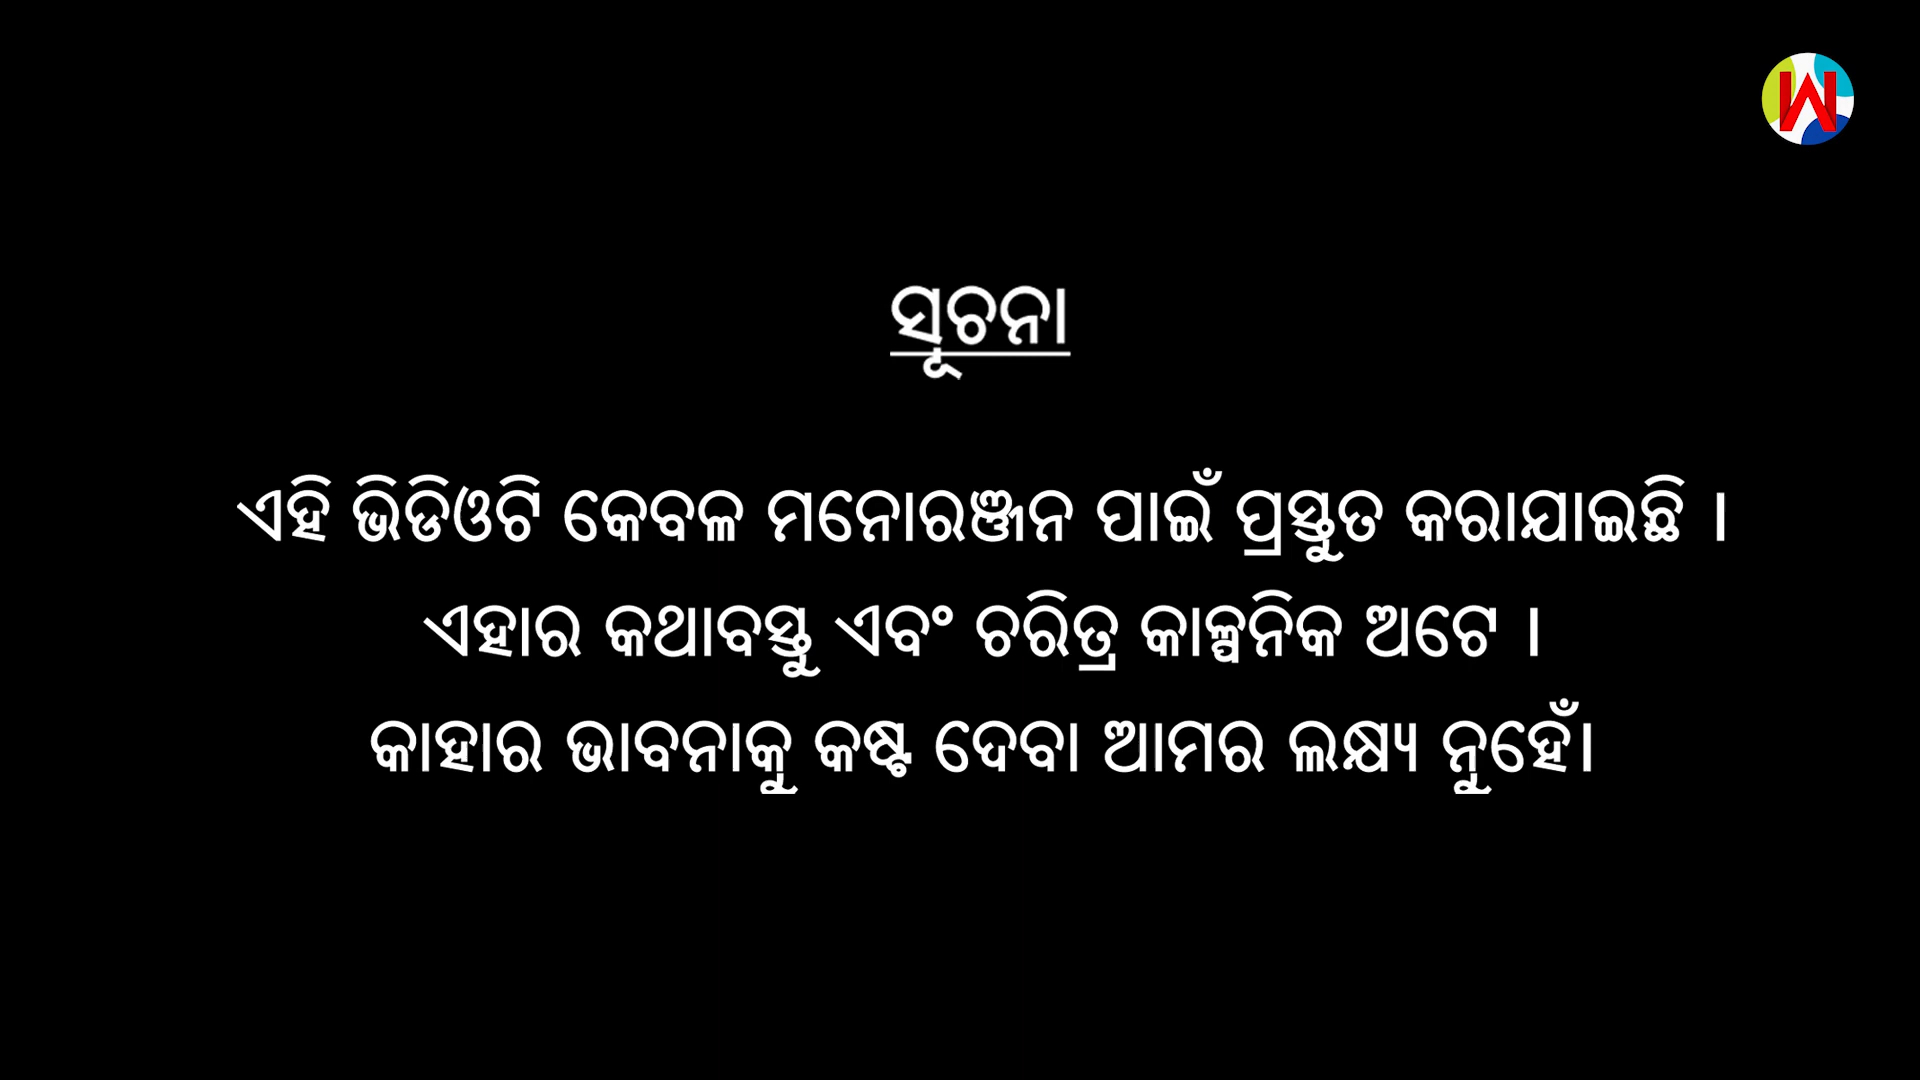 ସୂଚନା
ଏହି ଭିଡିଓଟି କେବଳ ମନୋରଞ୍ଜନ ପାଇଁ ପ୍ରସ୍ତୁତ କରାଯାଇଛି ।
ଏହାର କଥାବସ୍ତୁ ଏବଂ ଚରିତ୍ର କାଳ୍ପନିକ ଅଟେ ।
କାହାର ଭାବନାକୁ କଷ୍ଟ ଦେବା ଆମର ଲକ୍ଷ୍ୟ ନୁହେଁ।